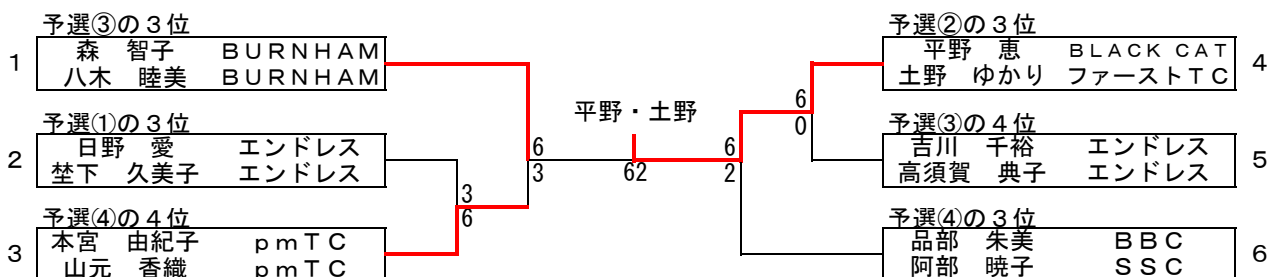 予選③の３位
1
森　智子　BURNHAM
八木　睦美　BURNHAM
予選①の３位
2
日野　愛　エンドレス
埜下　久美子　エンドレス
予選④の４位
3
本宮　由紀子　ｐｍＴＣ
山元　香織　ｐｍＴＣ
3
6
6
3
平野・土野
62
6
2
6
0
予選②の３位
平野　恵　BLACK CAT
土野　ゆかり　ファーストＴＣ
4
予選③の４位
吉川　千裕　エンドレス
高須賀　典子　エンドレス
5
予選④の３位
品部　朱美　ＢＢＣ
阿部　暁子　ＳＳＣ
6